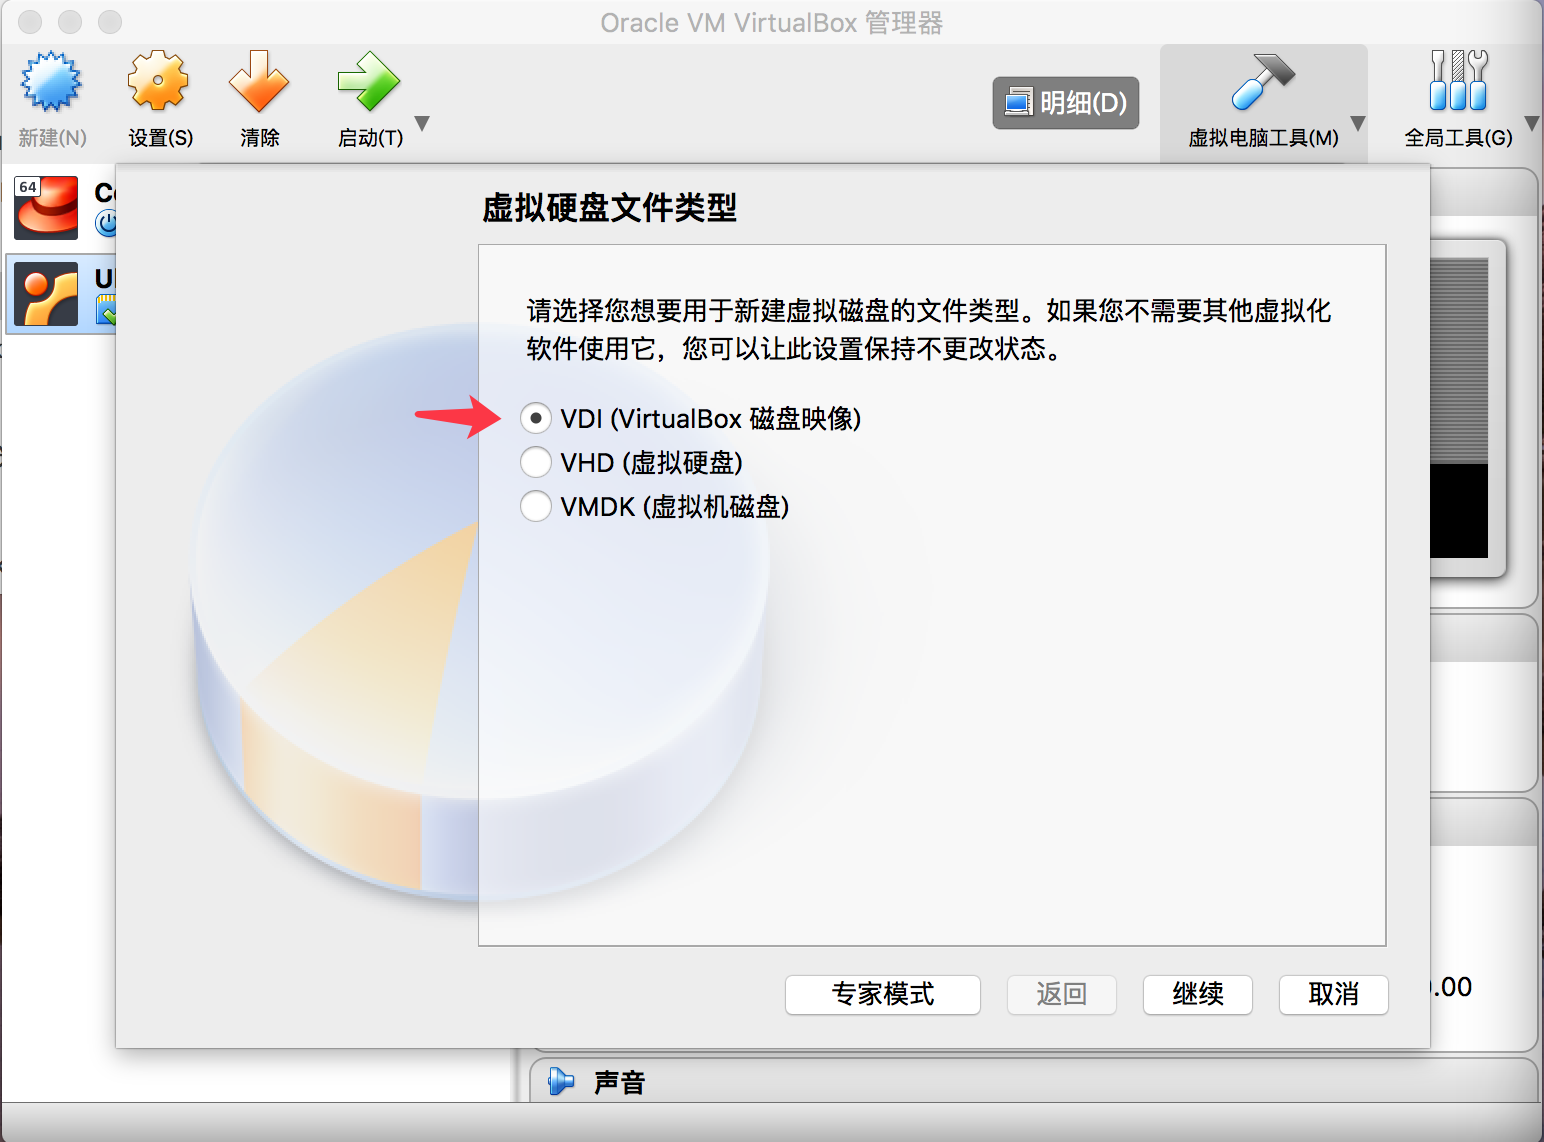 Oracle VM VirtualBox 管理器
新建(N)
设置(S)
清除
启动(T)
明细(D)
虚拟电脑工具(M)
全局工具(G)
64
虚拟硬盘文件类型
请选择您想要用于新建虚拟磁盘的文件类型。如果您不需要其他虚拟化
软件使用它，您可以让此设置保持不更改状态。
VDI (VirtualBox 磁盘映像)
VHD (虚拟硬盘)
VMDK (虚拟机磁盘)
专家模式
返回
继续
取消
.00
声音